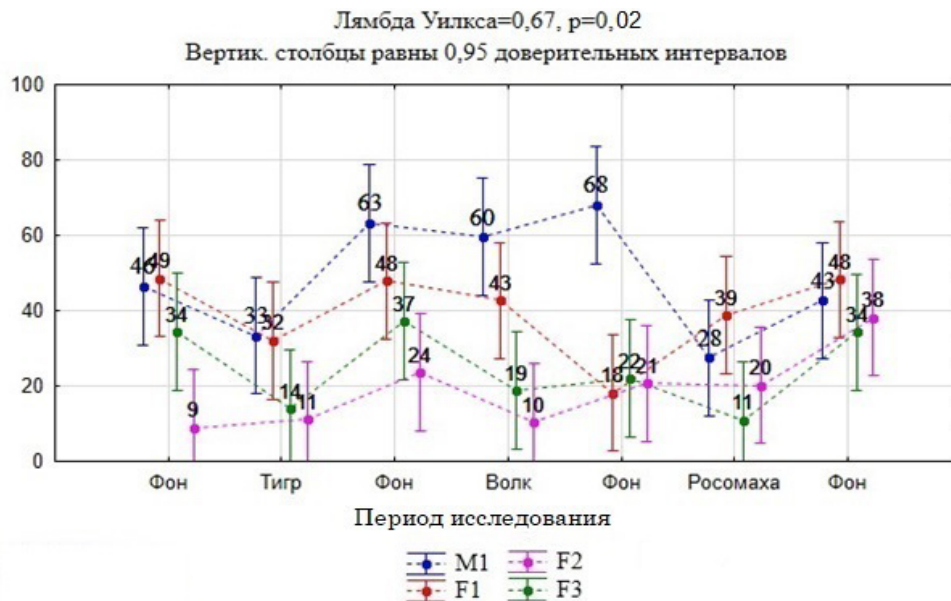 Лямбда Уилкса=0,67, p=0,02
Вертик. столбцы равны 0,95 доверительных интервалов
100
80
60
40
20
0
46 49 34 9
33 32 14 11
63 48 37 24
60 43 19 10
68 18 22 21
28 39 11 20
43 48 34 38
Фон Тигр Фон Волк Фон Росомаха Фон
Период исследования
M1 F2
F1 F3